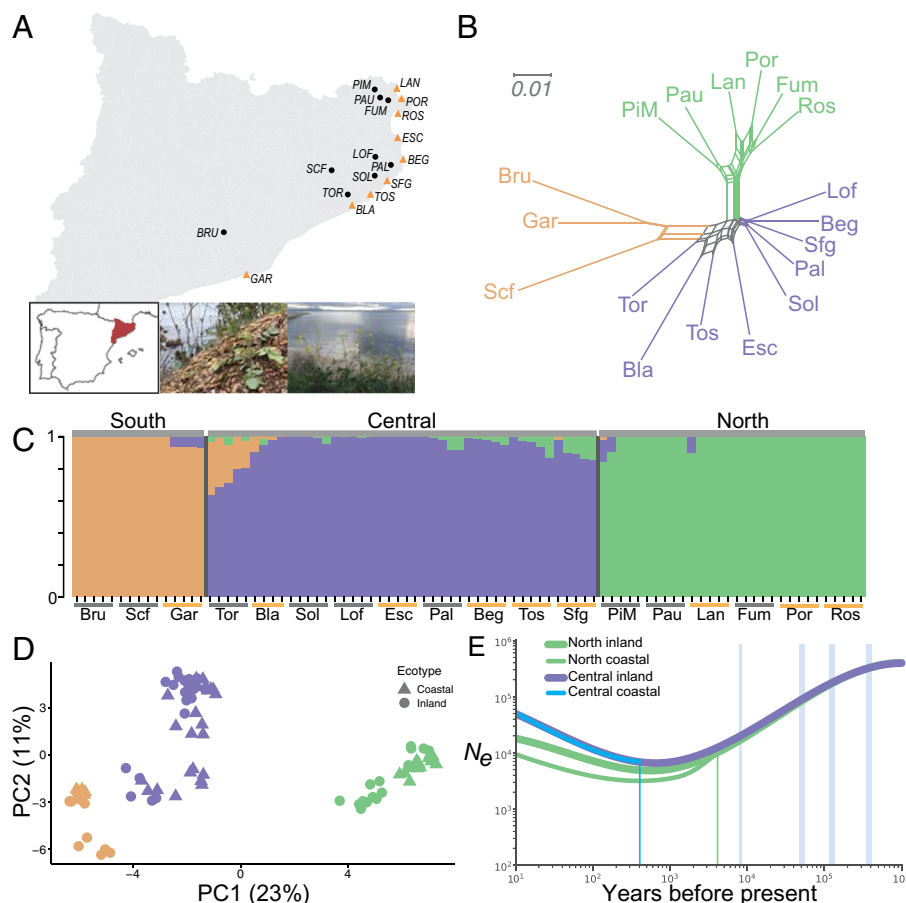 A
PIM
LAN
PAU
POR
FUM
ROS
ESC
LOF
BEG
PAL
SCF
SOL
SFG
TOR
TOS
BLA
BRU
GAR
B
0.01
Por
Lan
Fum
Pau
Ros
PiM
Bru
Lof
Gar
Beg
Sfg
Pal
Scf
Sol
Tor
Tos
Esc
Bla
C
South Central North
1
0
Bru Scf Gar Tor Bla Sol Lof Esc Pal Beg Tos Sfg PiM Pau Lan Fum Por Ros
D
Ecotype
Coastal
Inland
3
0
−3
−6
PC2 (11%)
−4 0 4
PC1 (23%)
E
North inland
North coastal
Central inland
Central coastal
10⁶
10⁵
10⁴
10³
10²
Ne
10¹ 10² 10³ 10⁴ 10⁵ 10⁶
Years before present